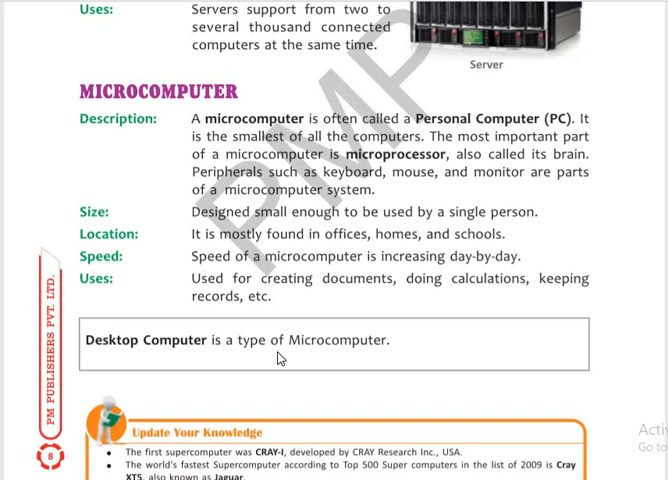 Uses: Servers support from two to
several thousand connected
computers at the same time.
Server
MICROCOMPUTER
Description: A microcomputer is often called a Personal Computer (PC). It
is the smallest of all the computers. The most important part
of a microcomputer is microprocessor, also called its brain.
Peripherals such as keyboard, mouse, and monitor are parts
of a microcomputer system.
Size: Designed small enough to be used by a single person.
Location: It is mostly found in offices, homes, and schools.
Speed: Speed of a microcomputer is increasing day-by-day.
Uses: Used for creating documents, doing calculations, keeping
records, etc.
Desktop Computer is a type of Microcomputer.
Update Your Knowledge
• The first supercomputer was CRAY-I, developed by CRAY Research Inc., USA.
• The world's fastest Supercomputer according to Top 500 Super computers in the list of 2009 is Cray
XT5, also known as Jaguar.
PM PUBLISHERS PVT. LTD.
8
PMP
Activ
Go to